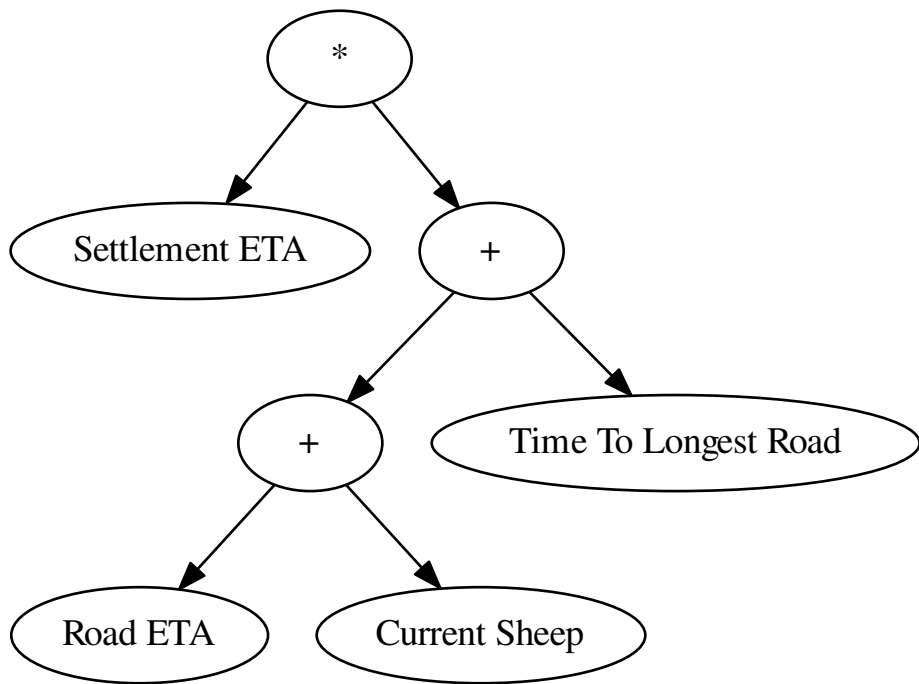 *
Settlement ETA
+
+
Time To Longest Road
Road ETA
Current Sheep